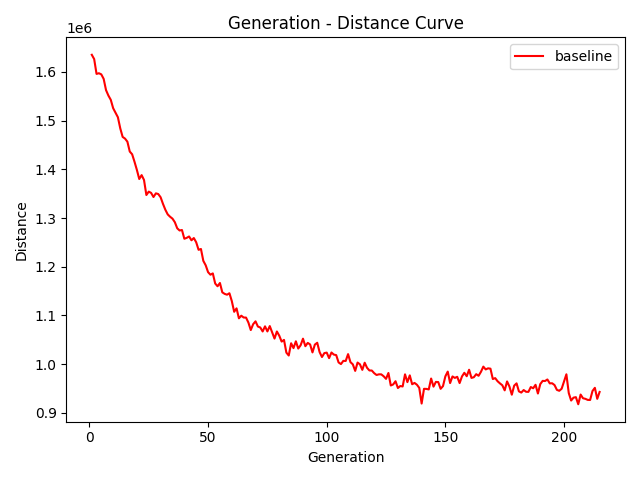 Generation - Distance Curve
1e6
baseline
1.6
1.5
1.4
1.3
1.2
1.1
1.0
0.9
Distance
0 50 100 150 200
Generation